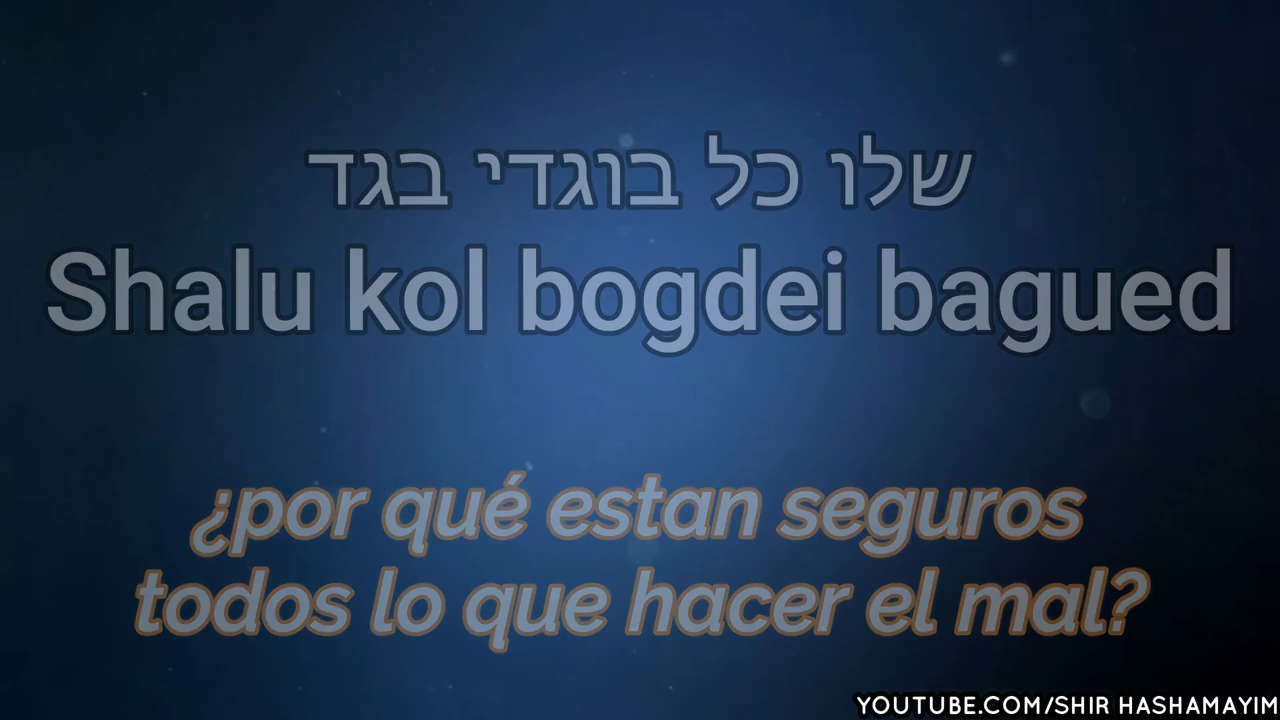 שלו כל בוגדי בגד
Shalu kol bogdei bagued
¿por qué estan seguros
todos lo que hacer el mal?
YOUTUBE.COM/SHIR HASHAMAYIM